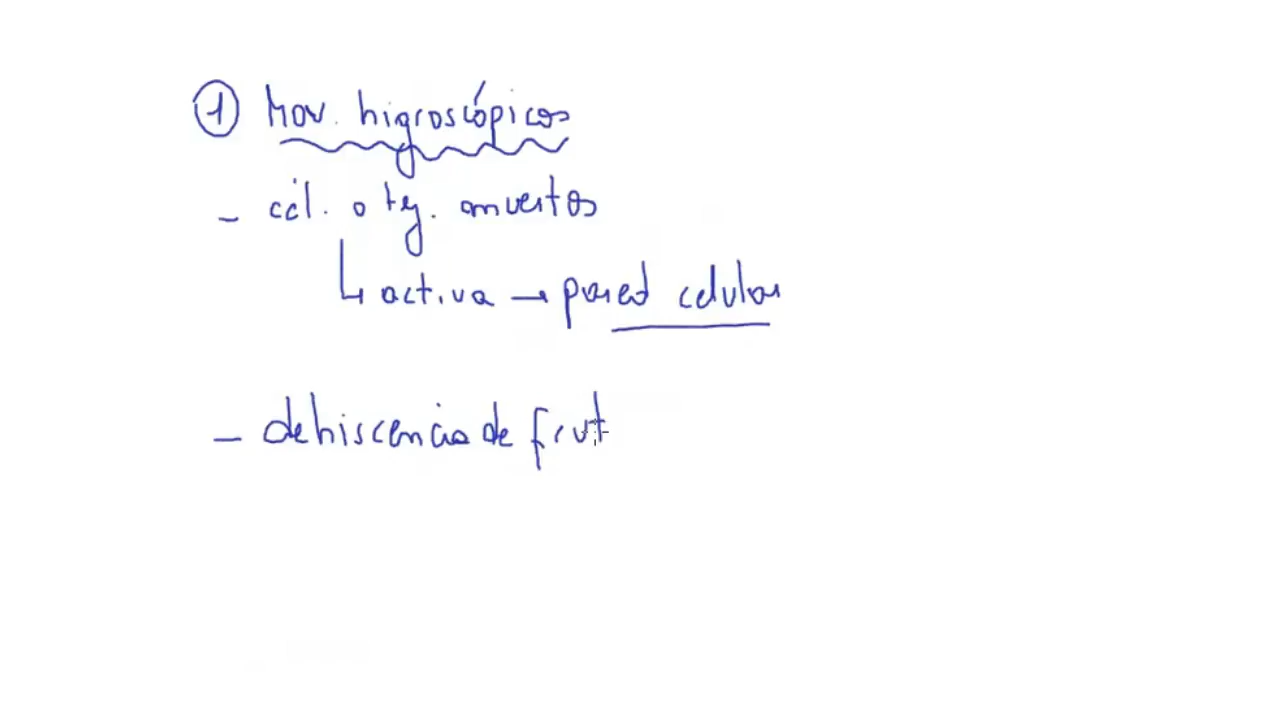 ① Mov. higroscópicos
- cél. o tej. muertos
↳ activa → pared celular
- dehiscencia de frut